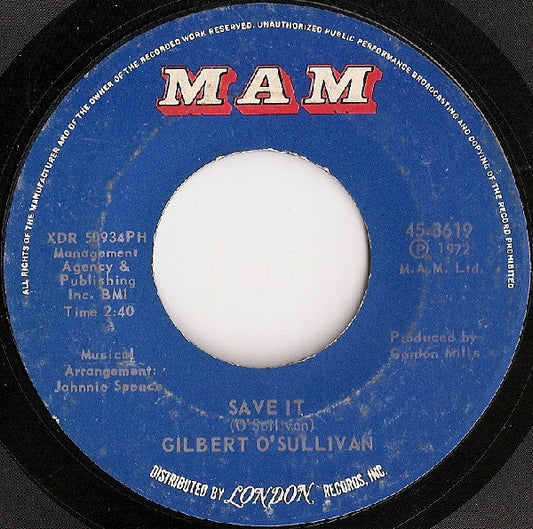 ALL RIGHTS OF THE MANUFACTURER AND OF THE OWNER OF THE RECORDED WORK RESERVED. UNAUTHORIZED PUBLIC PERFORMANCE BROADCASTING AND COPYING OF THE RECORD PROHIBITED
MAM
XDR 50934PH
Management
Agency &
Publishing
Inc. BMI
Time 2:40
Musical
Arrangement:
Johnnie Spence
45-3619
Ⓟ 1972
M.A.M. Ltd.
Produced by
Gordon Mills
SAVE IT
(O'Sullivan)
GILBERT O'SULLIVAN
DISTRIBUTED BY LONDON RECORDS, INC.